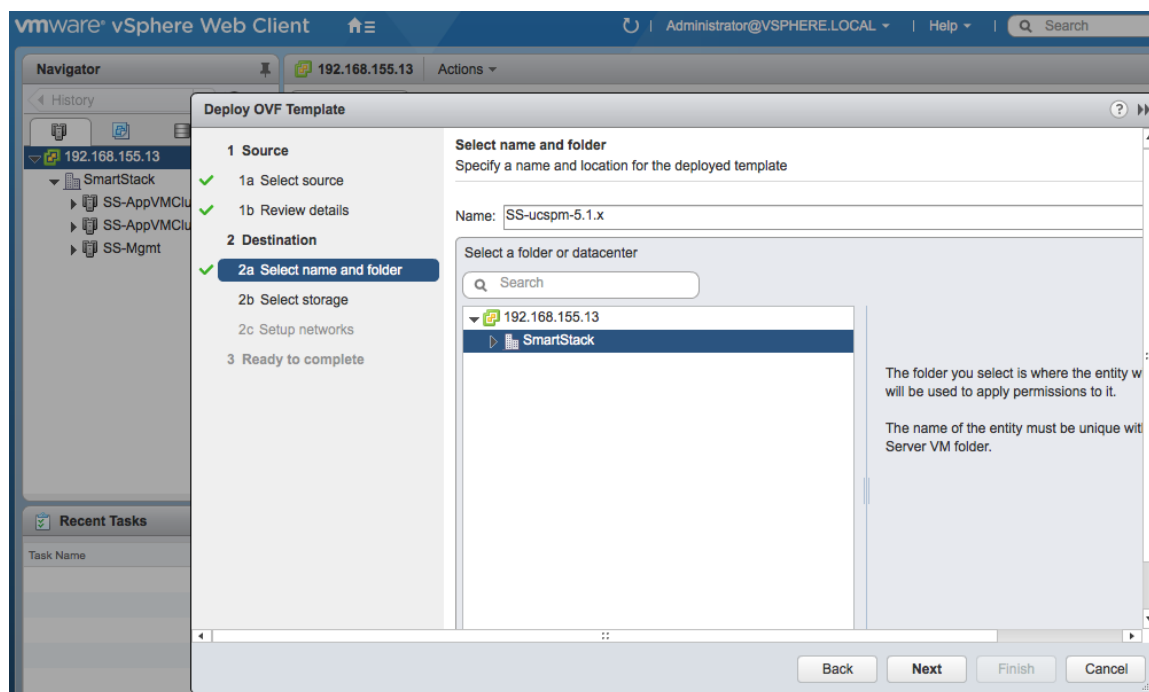 vmware® vSphere Web Client
Administrator@VSPHERE.LOCAL
Help
Search
Navigator
192.168.155.13
Actions
History
192.168.155.13
SmartStack
SS-AppVMClu
SS-AppVMClu
SS-Mgmt
Recent Tasks
Task Name
Deploy OVF Template
1 Source
1a Select source
1b Review details
2 Destination
2a Select name and folder
2b Select storage
2c Setup networks
3 Ready to complete
Select name and folder
Specify a name and location for the deployed template
Name: SS-ucspm-5.1.x
Select a folder or datacenter
Search
192.168.155.13
SmartStack
The folder you select is where the entity w
will be used to apply permissions to it.
The name of the entity must be unique wit
Server VM folder.
Back
Next
Finish
Cancel